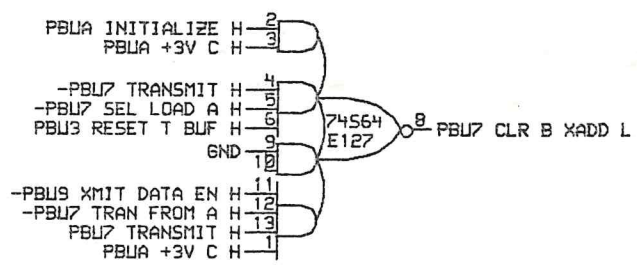 PBUA INITIALIZE H 2
PBUA +3V C H 3
-PBU7 TRANSMIT H 4
-PBU7 SEL LOAD A H 5
PBU3 RESET T BUF H 6
GND 9
10
-PBU9 XMIT DATA EN H 11
-PBU7 TRAN FROM A H 12
PBU7 TRANSMIT H 13
PBUA +3V C H 1
74S64
E127
8 PBU7 CLR B XADD L